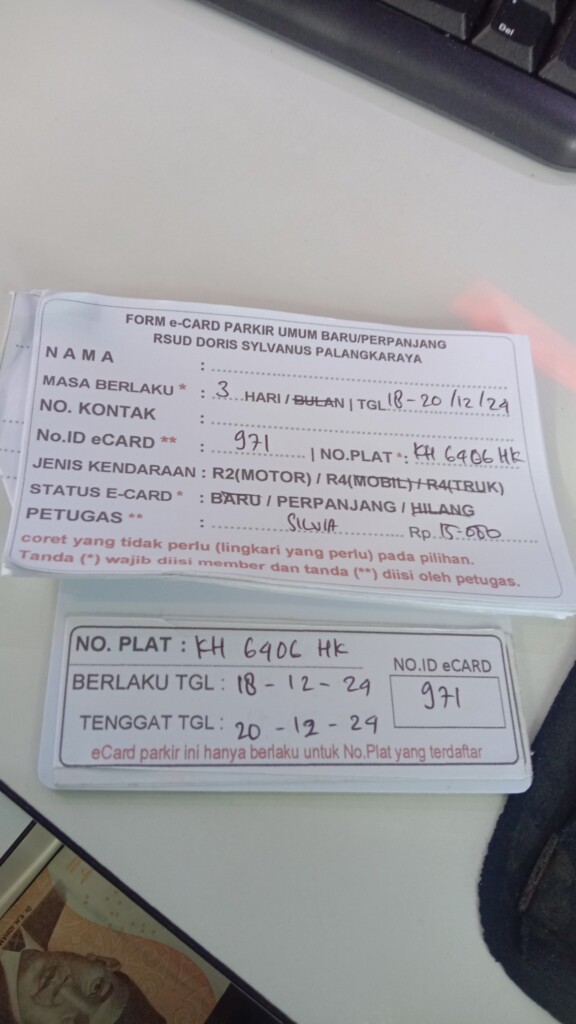 Del
FORM e-CARD PARKIR UMUM BARU/PERPANJANG
RSUD DORIS SYLVANUS PALANGKARAYA
NAMA :
MASA BERLAKU * : 3 HARI / BULAN | TGL 18-20/12/24
NO. KONTAK :
No.ID eCARD ** : 971 | NO.PLAT *: KH 6406 HK
JENIS KENDARAAN : R2(MOTOR) / R4(MOBIL) / R4(TRUK)
STATUS E-CARD * : BARU / PERPANJANG / HILANG
PETUGAS ** : SILVIA Rp. 15.000
coret yang tidak perlu (lingkari yang perlu) pada pilihan.
Tanda (*) wajib diisi member dan tanda (**) diisi oleh petugas.
NO. PLAT : KH 6406 HK
NO.ID eCARD
BERLAKU TGL : 18 - 12 - 24
971
TENGGAT TGL : 20 - 12 - 24
eCard parkir ini hanya berlaku untuk No.Plat yang terdaftar